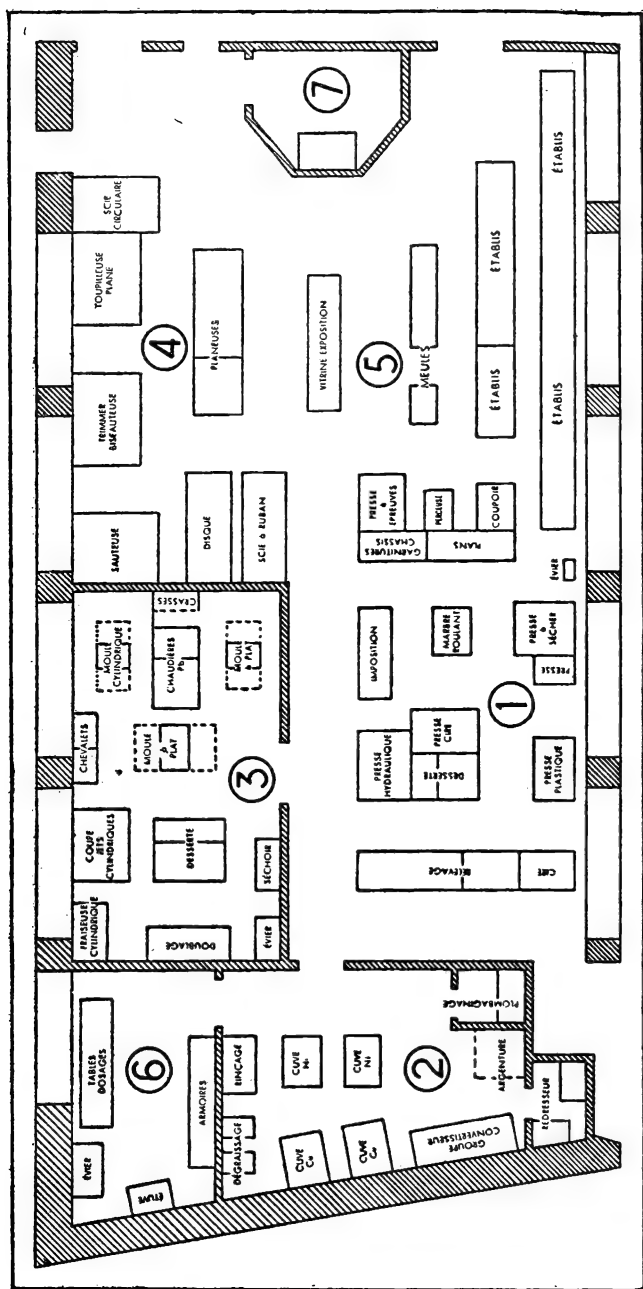 ÉVIER
TABLES
DOSAGES
6
ÉTUVE
ARMOIRES
DÉGRAISSAGE
RINÇAGE
CUVE
Cu
CUVE
Ni
CUVE
Cu
CUVE
Ni
2
GROUPE
CONVERTISSEUR
ARGENTURE
PLOMBAGINAGE
REDRESSEUR
FRAISEUSE
CYLINDRIQUE
COUPE
JETS
CYLINDRIQUES
CHEVALETS
MOULE
CYLINDRIQUE
DOUBLAGE
DESSERTE
MOULE
à
PLAT
CHAUDIÈRES
Pb
CRASSES
ÉVIER
SÉCHOIR
3
MOULE
à PLAT
SAUTEUSE
TRIMMER
BISEAUTEUSE
TOUPILLEUSE
PLANE
SCIE
CIRCULAIRE
4
DISQUE
PLANEUSES
SCIE à RUBAN
7
VITRINE EXPOSITION
5
MEULES
RELEVAGE
CIRE
PRESSE
HYDRAULIQUE
DESSERTE
PRESSE
CIRE
PRESSE
PLASTIQUE
1
IMPOSITION
MARBRE
ROULANT
PRESSE
PRESSE
à
SÉCHER
GARNITURES
CHASSIS
PLANS
PRESSE
à
ÉPREUVES
PERCEUSE
COUPOIR
ÉVIER
ÉTABLIS
ÉTABLIS
ÉTABLIS
ÉTABLIS